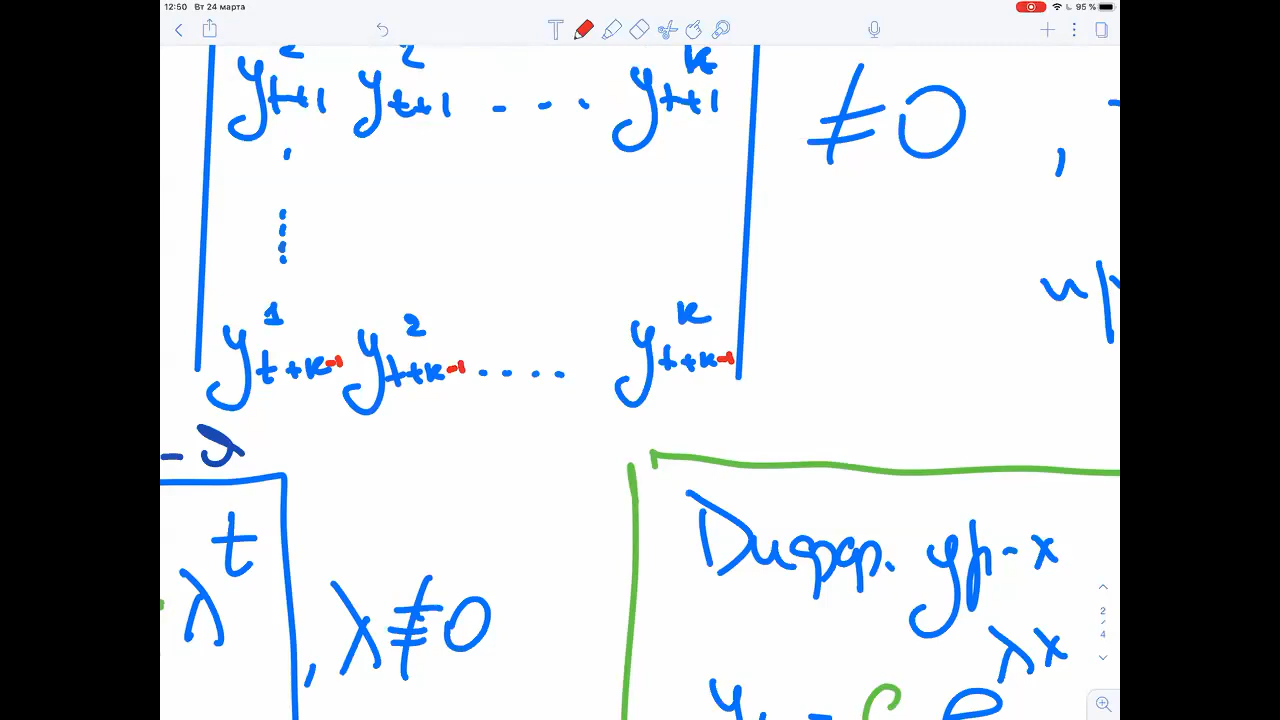 12:50 Вт 24 марта 95 %
y²ₜ₊₁ y²ₜ₊₁ .... yᵏₜ₊₁ ≠ 0 ,
y¹ₜ₊ₖ₋₁ y²ₜ₊ₖ₋₁ .... yᵏₜ₊ₖ₋₁
λᵗ , λ ≢ 0
Дифф. ур-х
= C e^λx
2
4